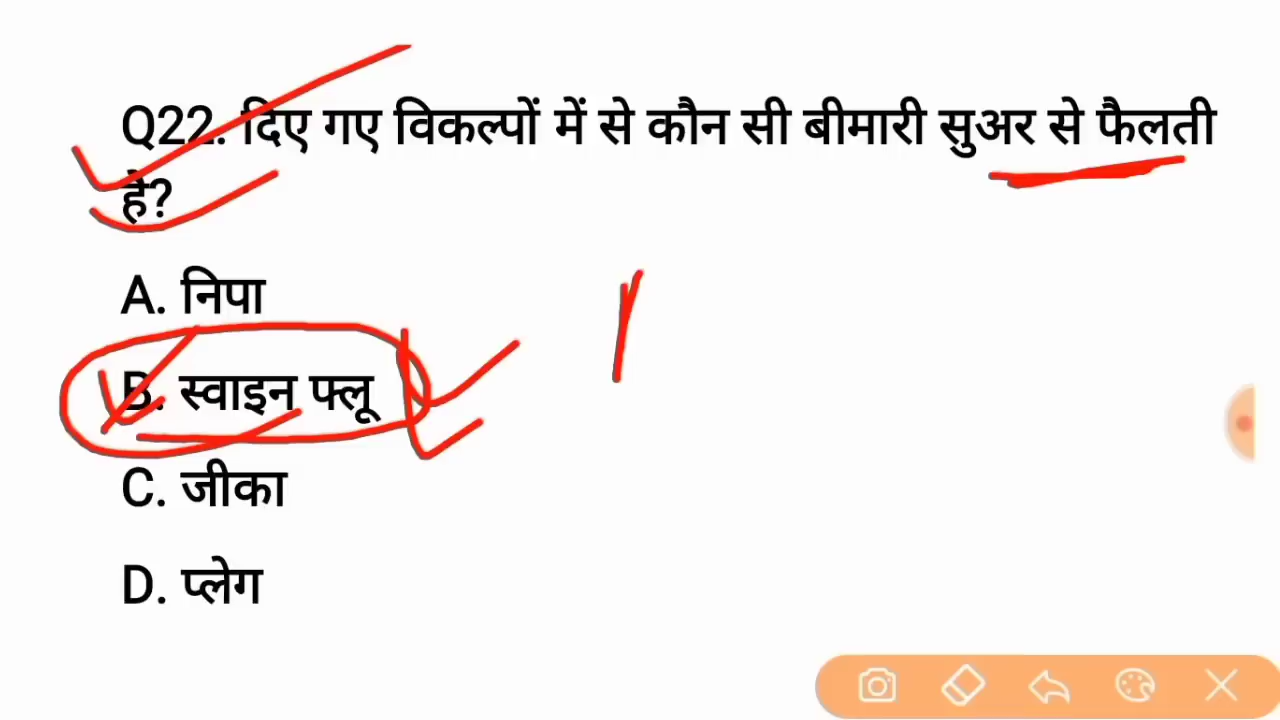 Q22. दिए गए विकल्पों में से कौन सी बीमारी सुअर से फैलती
है?
A. निपा
B. स्वाइन फ्लू
C. जीका
D. प्लेग